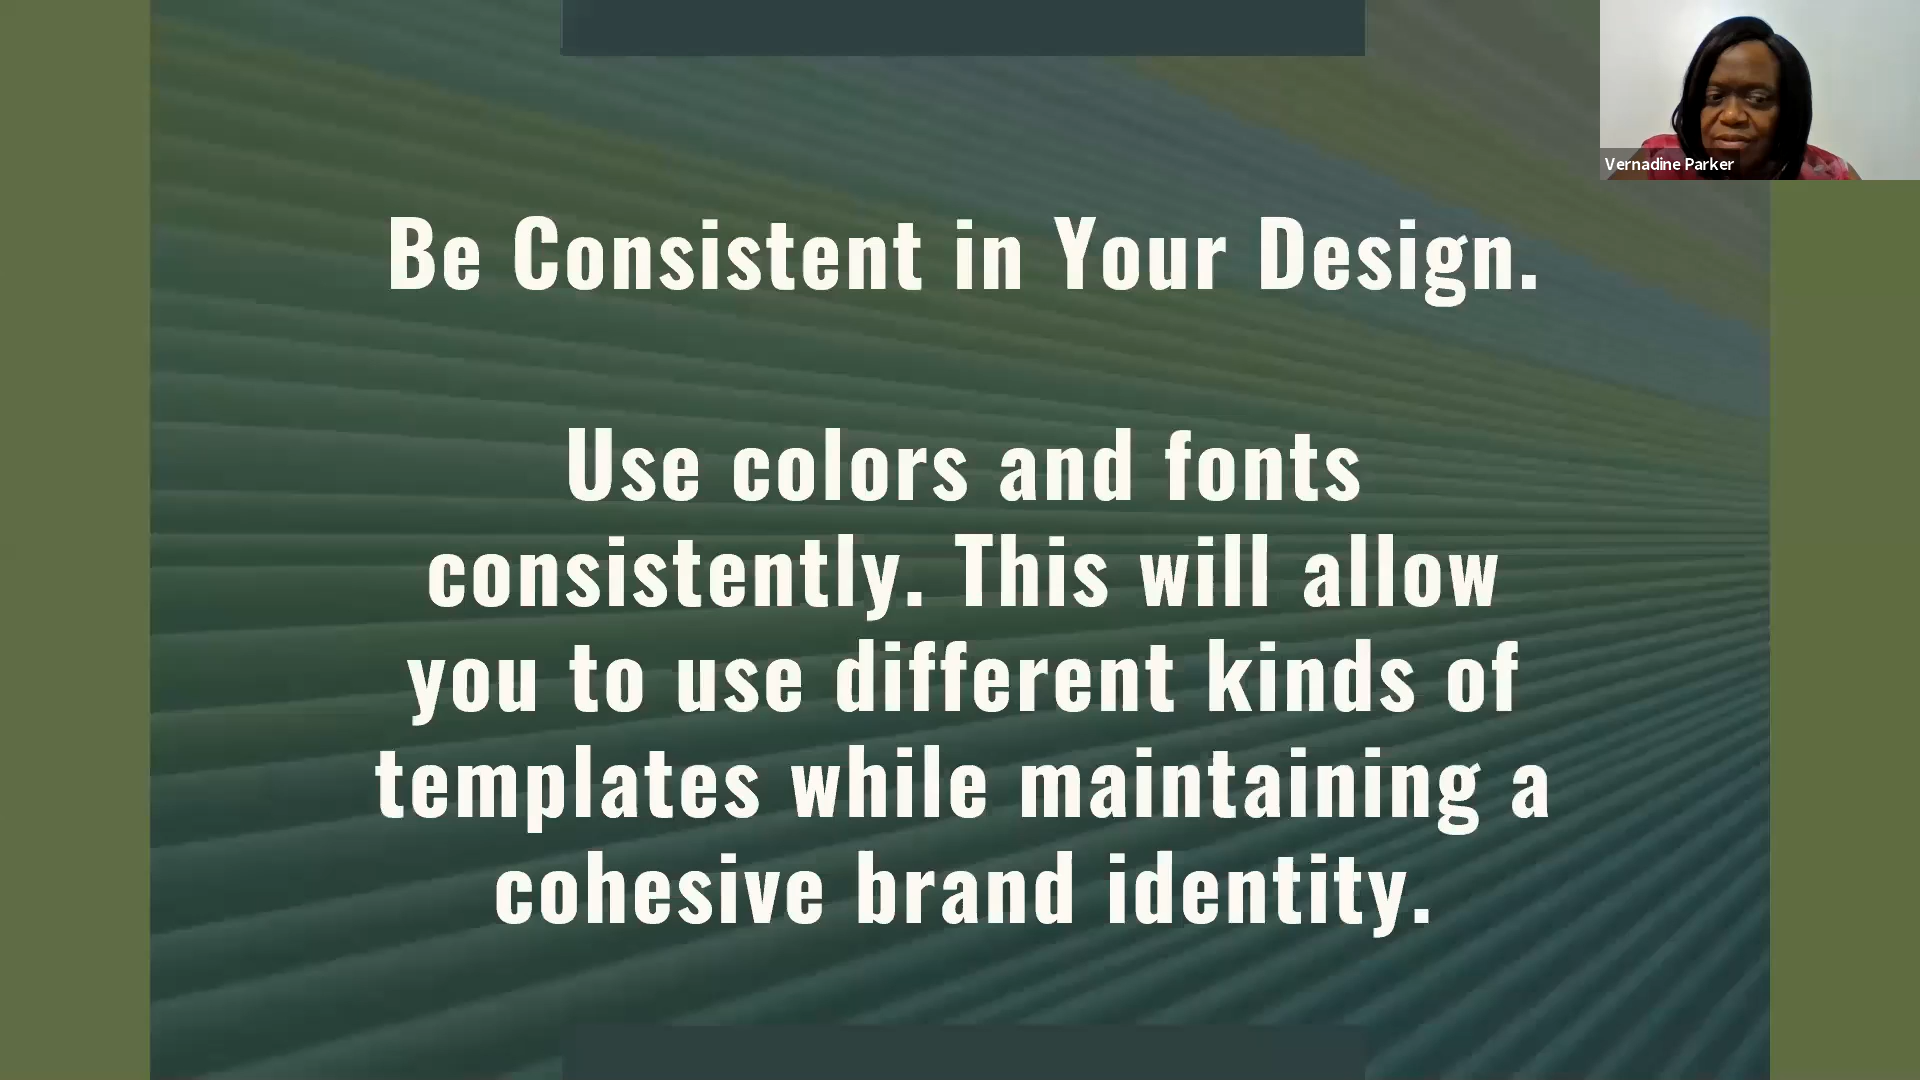 Vernadine Parker
Be Consistent in Your Design.
Use colors and fonts
consistently. This will allow
you to use different kinds of
templates while maintaining a
cohesive brand identity.